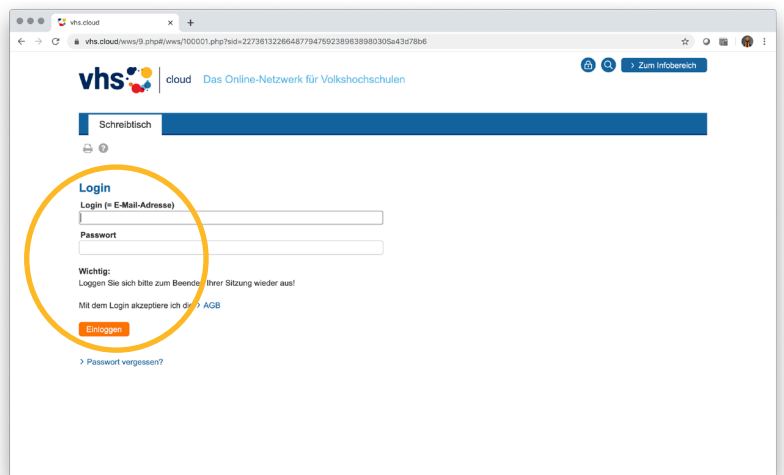 vhs.cloud
vhs.cloud/wws/9.php#/wws/100001.php?sid=22736132266487794759238963898030Sa43d78b6
vhs cloud Das Online-Netzwerk für Volkshochschulen
> Zum Infobereich
Schreibtisch
Login
Login (= E-Mail-Adresse)
Passwort
Wichtig:
Loggen Sie sich bitte zum Beenden Ihrer Sitzung wieder aus!
Mit dem Login akzeptiere ich die > AGB
Einloggen
> Passwort vergessen?